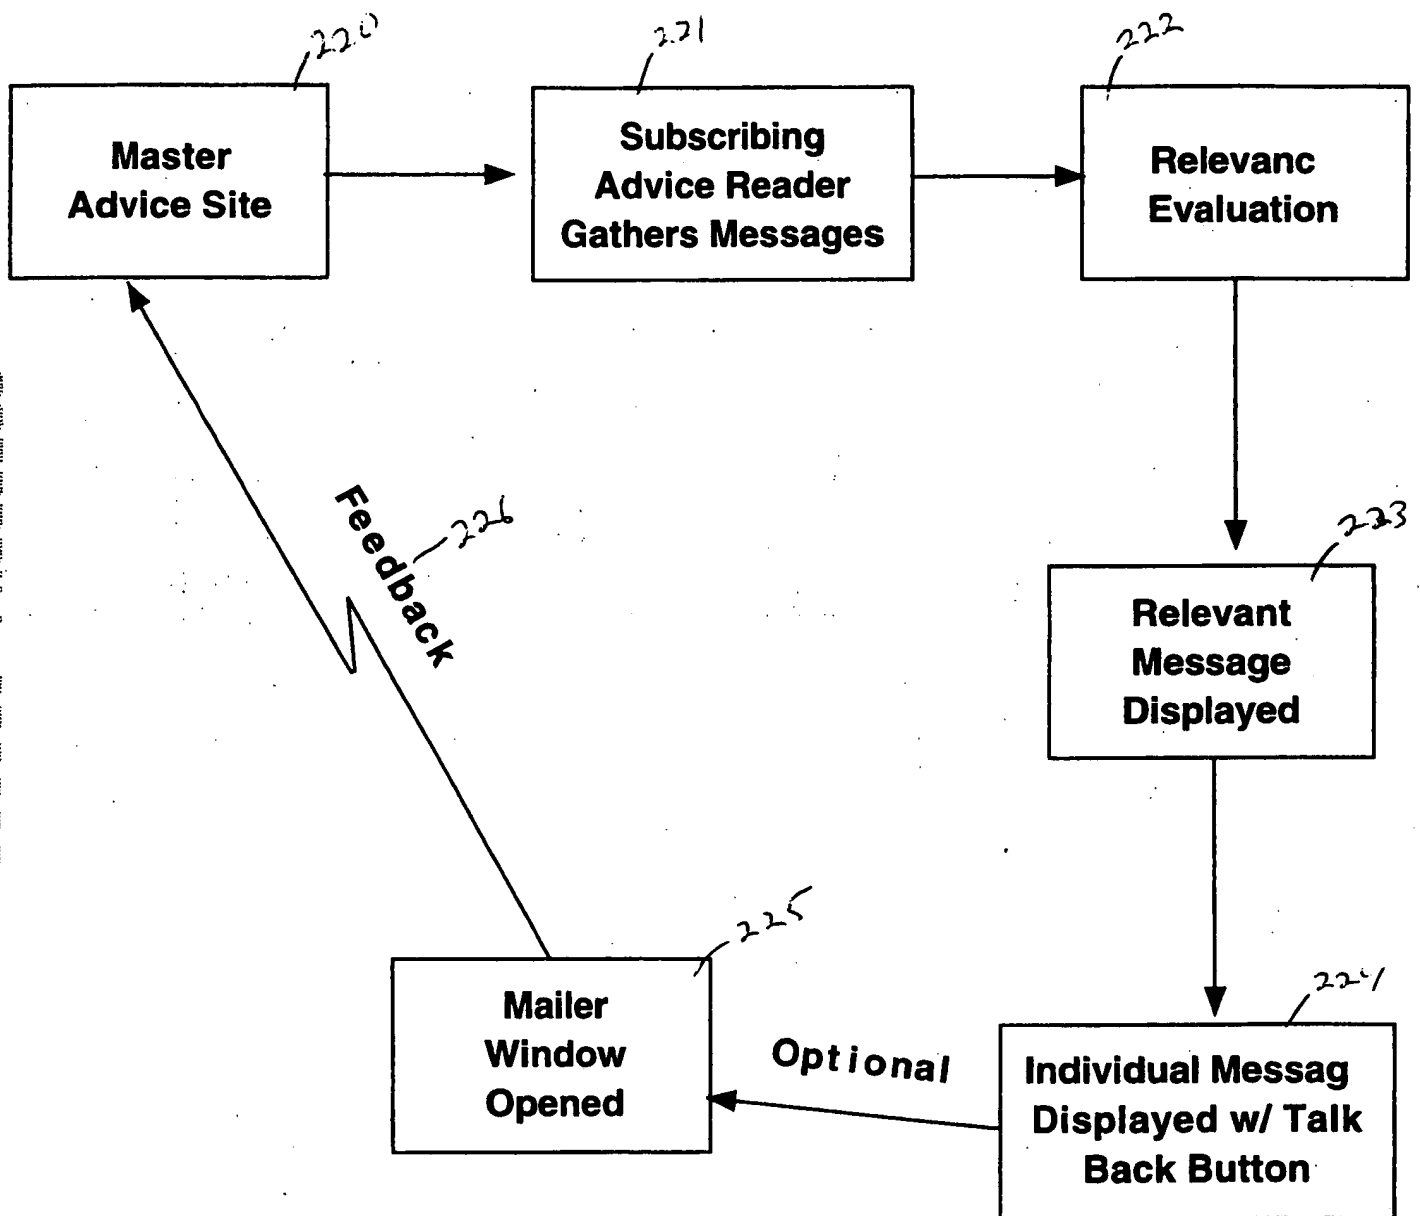 220
221
222
Master
Advice Site
Subscribing
Advice Reader
Gathers Messages
Relevanc
Evaluation
Feedback
226
223
Relevant
Message
Displayed
225
224
Mailer
Window
Opened
Optional
Individual Messag
Displayed w/ Talk
Back Button